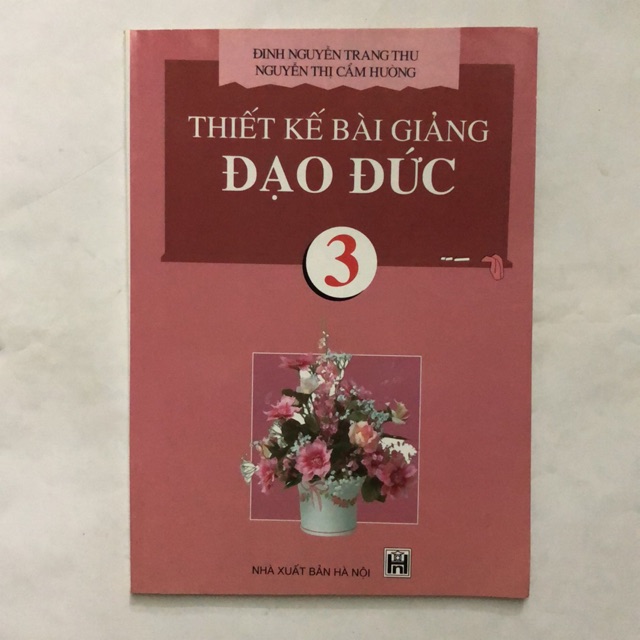 ĐINH NGUYỄN TRANG THU
NGUYỄN THỊ CẨM HƯỜNG
THIẾT KẾ BÀI GIẢNG
ĐẠO ĐỨC
3
NHÀ XUẤT BẢN HÀ NỘI